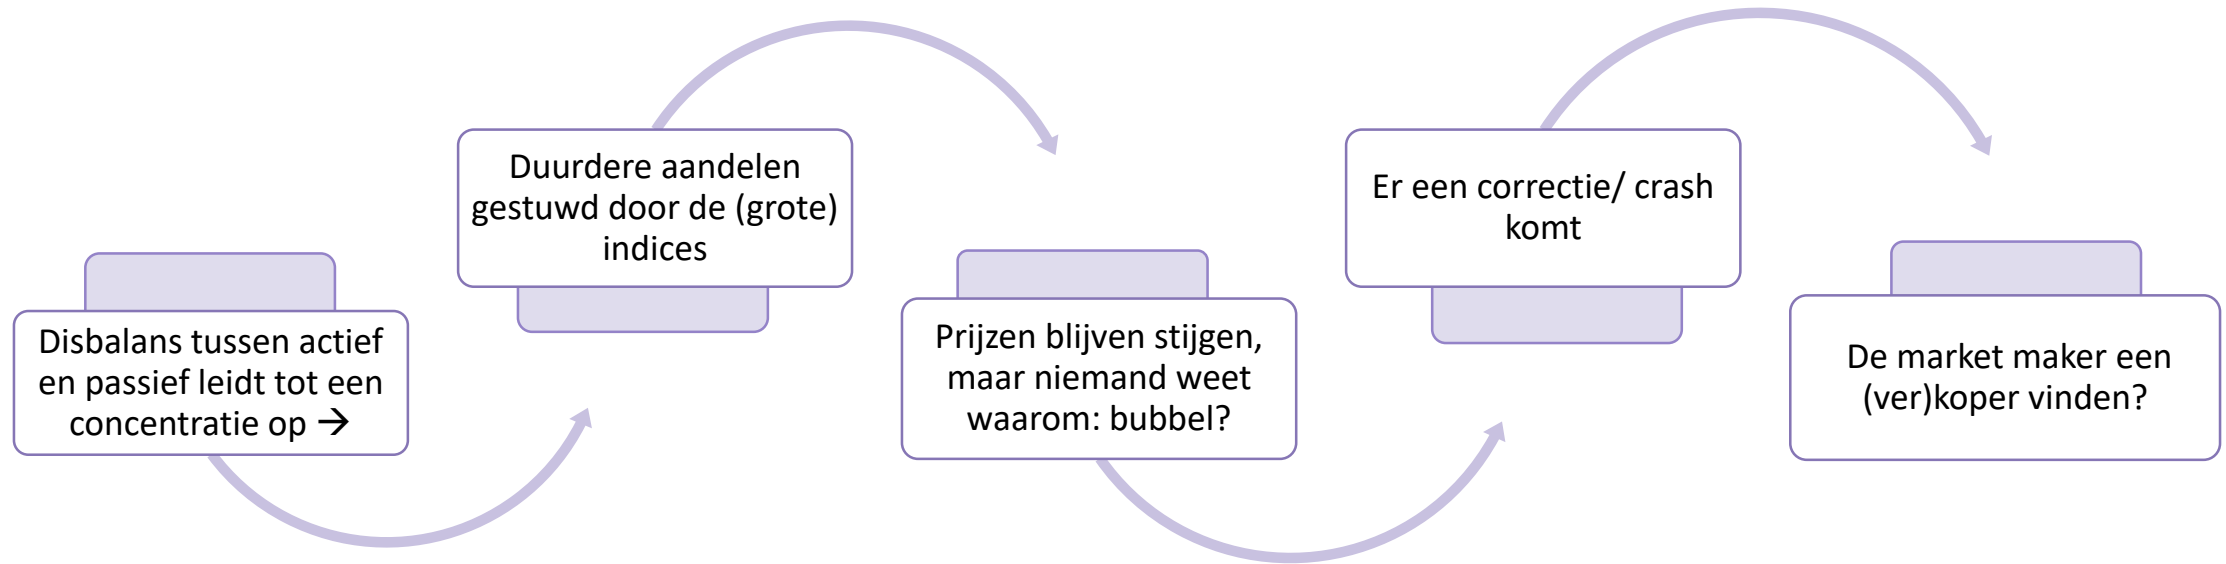 Disbalans tussen actief
en passief leidt tot een
concentratie op →
Duurdere aandelen
gestuwd door de (grote)
indices
Prijzen blijven stijgen,
maar niemand weet
waarom: bubbel?
Er een correctie/ crash
komt
De market maker een
(ver)koper vinden?